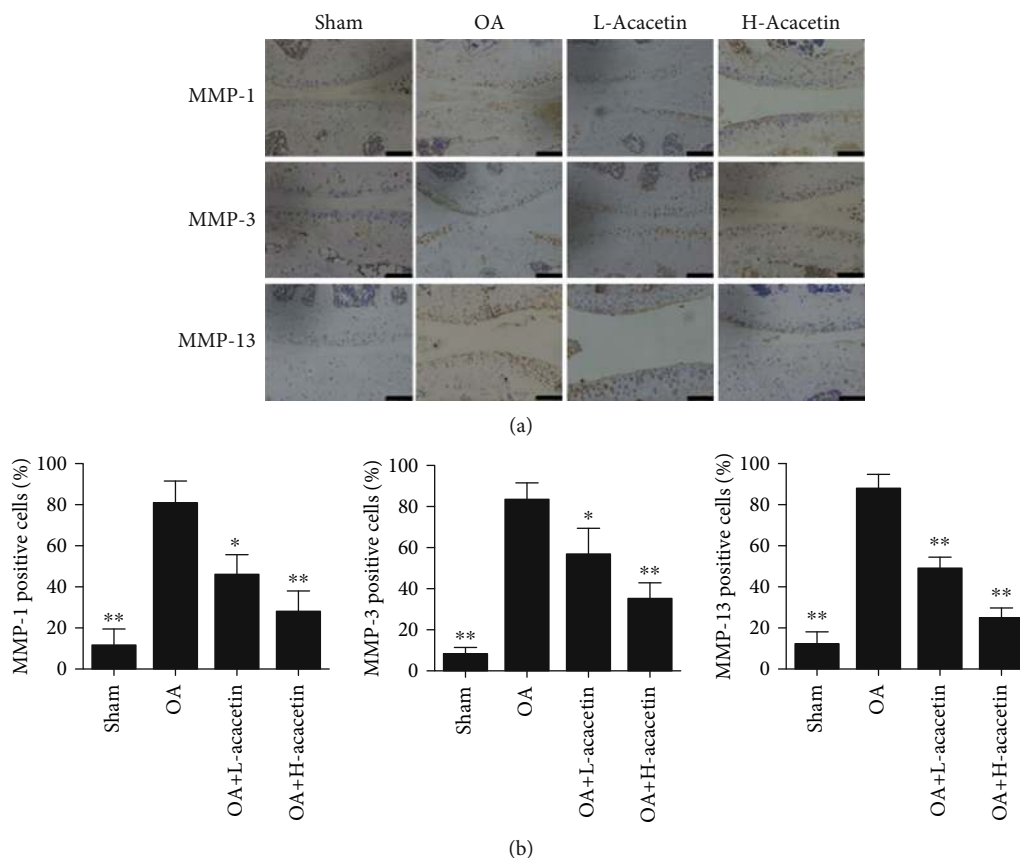 Sham OA L-Acacetin H-Acacetin
MMP-1
MMP-3
MMP-13
(a)
MMP-1 positive cells (%)
100
80
60
40
20
0
**
*
**
Sham
OA
OA+L-acacetin
OA+H-acacetin
MMP-3 positive cells (%)
100
80
60
40
20
0
**
*
**
Sham
OA
OA+L-acacetin
OA+H-acacetin
MMP-13 positive cells (%)
100
80
60
40
20
0
**
**
**
Sham
OA
OA+L-acacetin
OA+H-acacetin
(b)